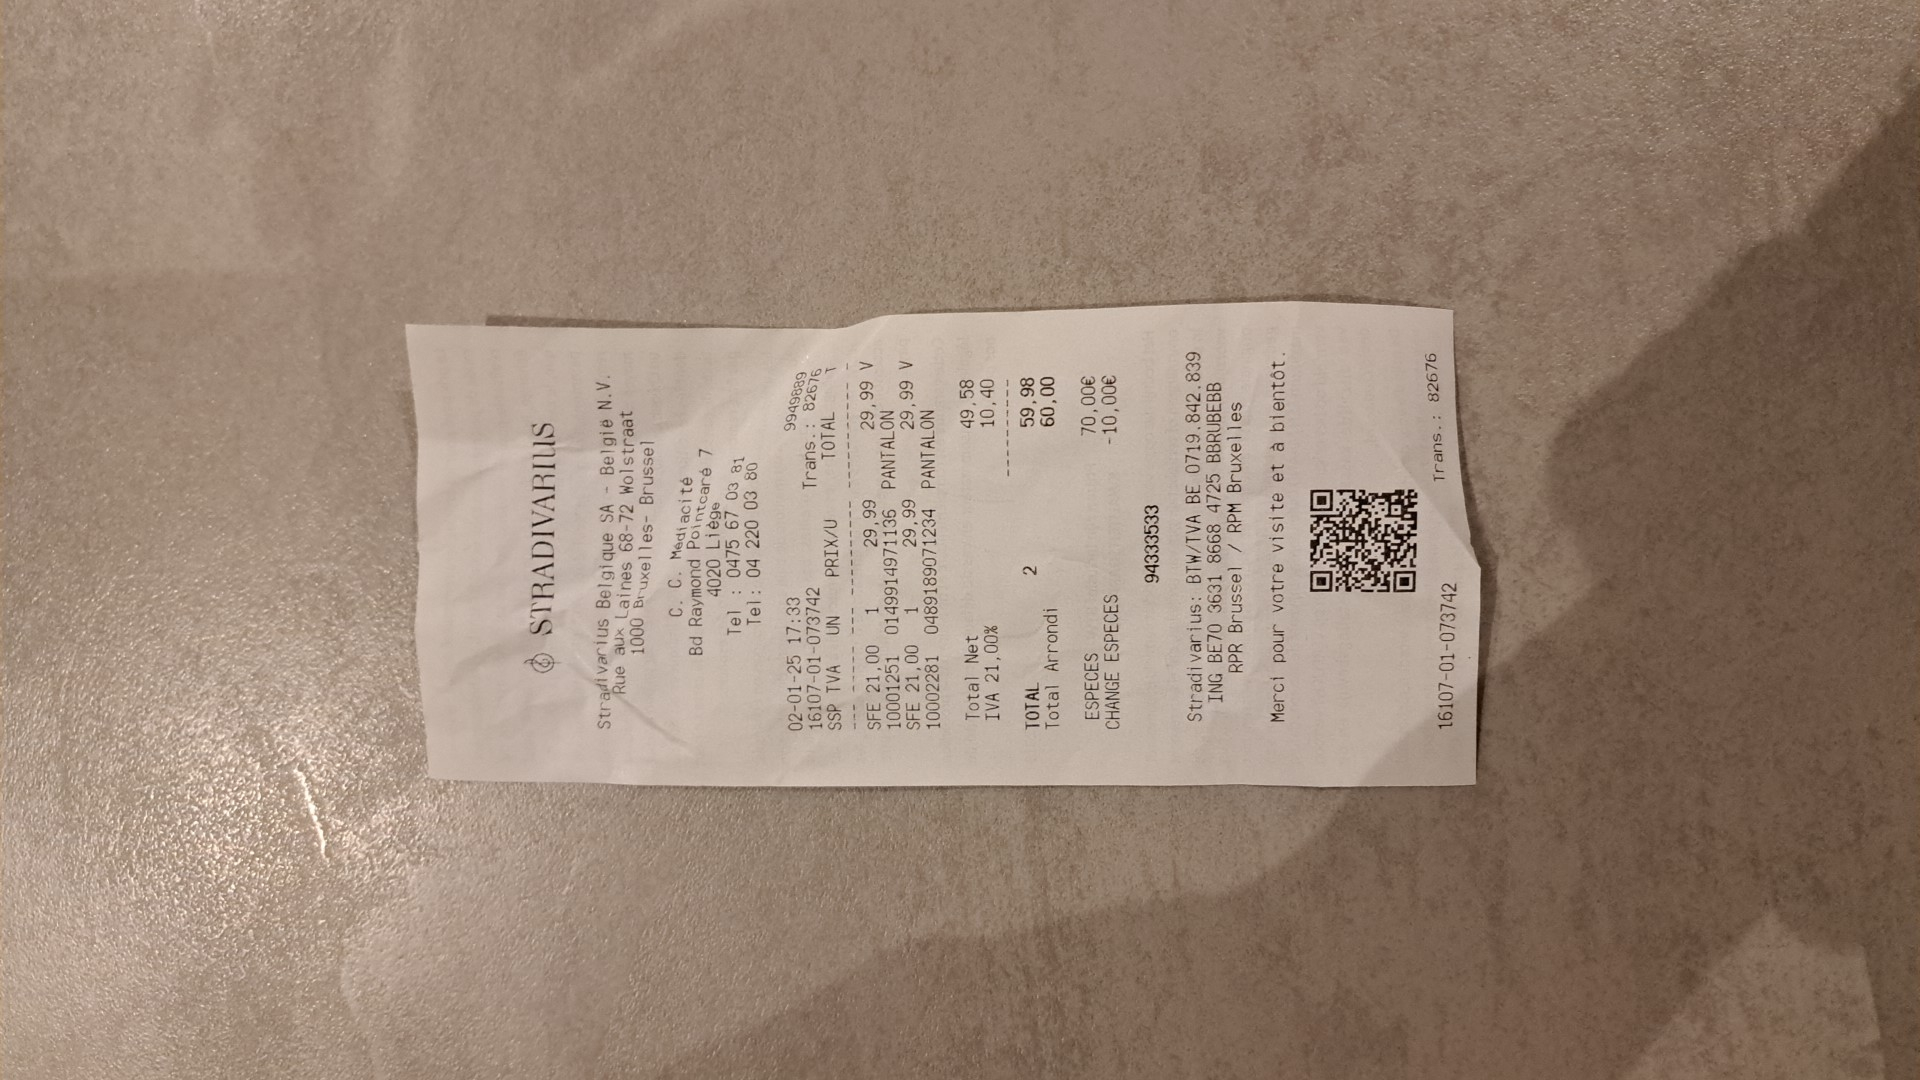 STRADIVARIUS
Stradivarius Belgique SA - België N.V.
Rue aux Laines 68-72 Wolstraat
1000 Bruxelles- Brussel
C. C. Médiacité
Bd Raymond Pointcaré 7
4020 Liége
Tel : 0475 67 03 81
Tel: 04 220 03 80
02-01-25 17:33 9949889
16107-01-073742 Trans.: 82676
SSP TVA UN PRIX/U TOTAL T
--- ----- --- ---------- ---------- -
SFE 21,00 1 29,99 29,99 V
10001251 01499149711136 PANTALON
SFE 21,00 1 29,99 29,99 V
10002281 0489189071234 PANTALON
Total Net 49,58
IVA 21,00% 10,40
---------
TOTAL 2 59,98
Total Arrondi 60,00
ESPECES 70,00€
CHANGE ESPECES -10,00€
94333533
Stradivarius: BTW/TVA BE 0719.842.839
ING BE70 3631 8668 4725 BBRUBEBB
RPR Brussel / RPM Bruxelles
Merci pour votre visite et à bientôt.
16107-01-073742 Trans.: 82676